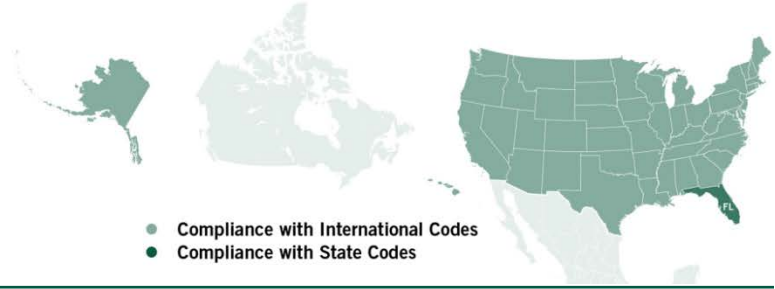 FL
Compliance with International Codes
Compliance with State Codes